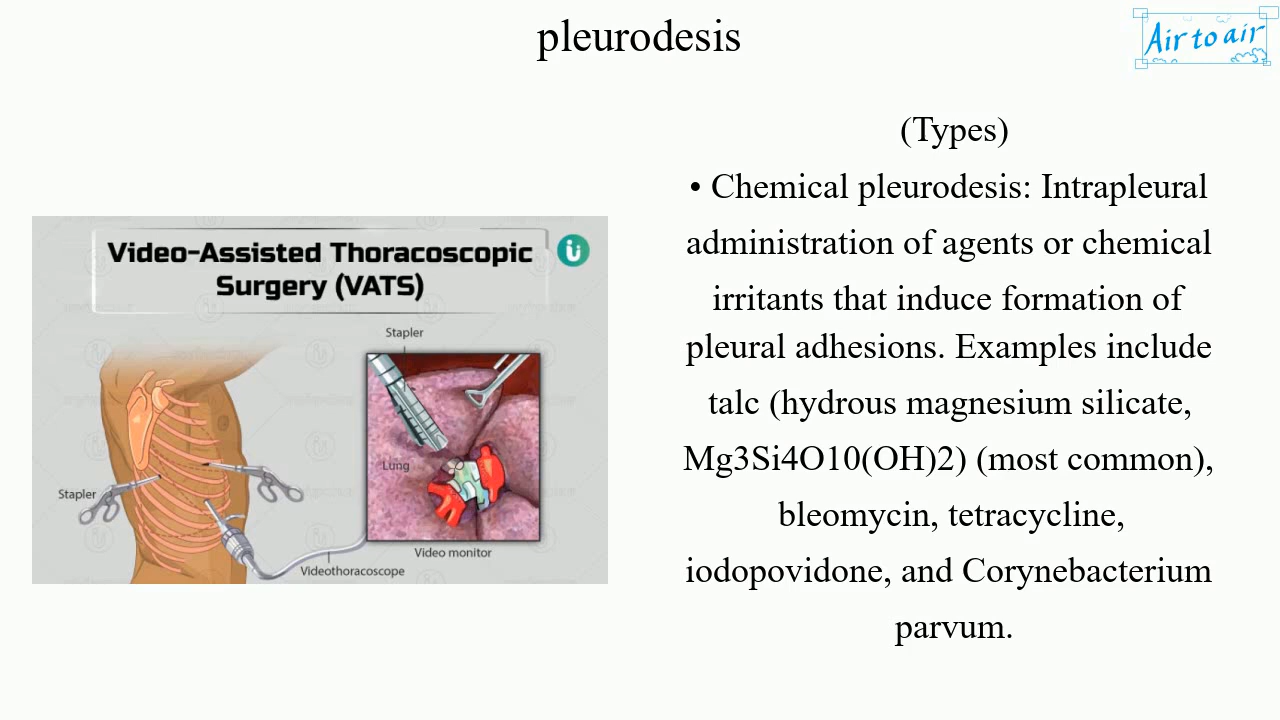 pleurodesis
Air to air
(Types)
• Chemical pleurodesis: Intrapleural
administration of agents or chemical
irritants that induce formation of
pleural adhesions. Examples include
talc (hydrous magnesium silicate,
Mg3Si4O10(OH)2) (most common),
bleomycin, tetracycline,
iodopovidone, and Corynebacterium
parvum.
Video-Assisted Thoracoscopic
Surgery (VATS)
Stapler
Lung
Stapler
Video monitor
Videothoracoscope